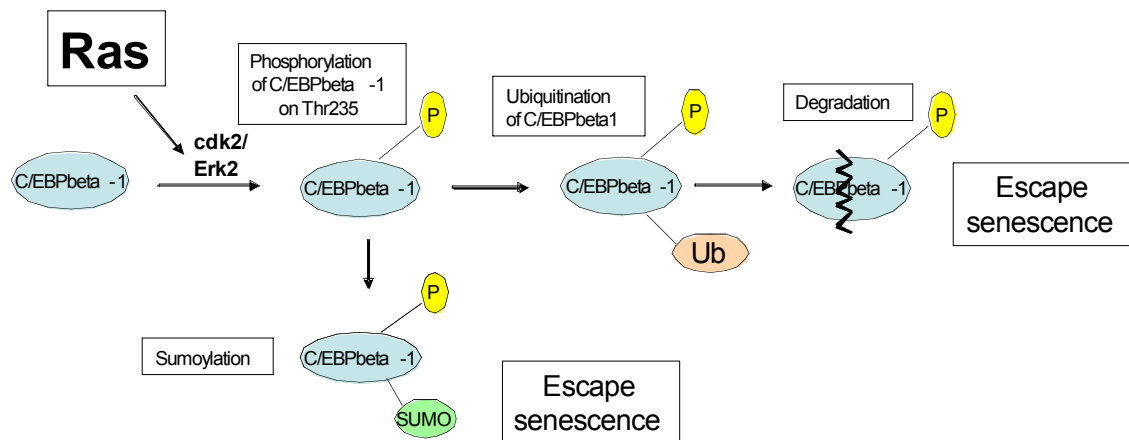 Ras
Phosphorylation
of C/EBPbeta -1
on Thr235
P
Ubiquitination
of C/EBPbeta1
P
Degradation
P
cdk2/
Erk2
C/EBPbeta -1
C/EBPbeta -1
C/EBPbeta -1
C/EBPbeta -1
Escape
senescence
Ub
P
Sumoylation
C/EBPbeta -1
SUMO
Escape
senescence